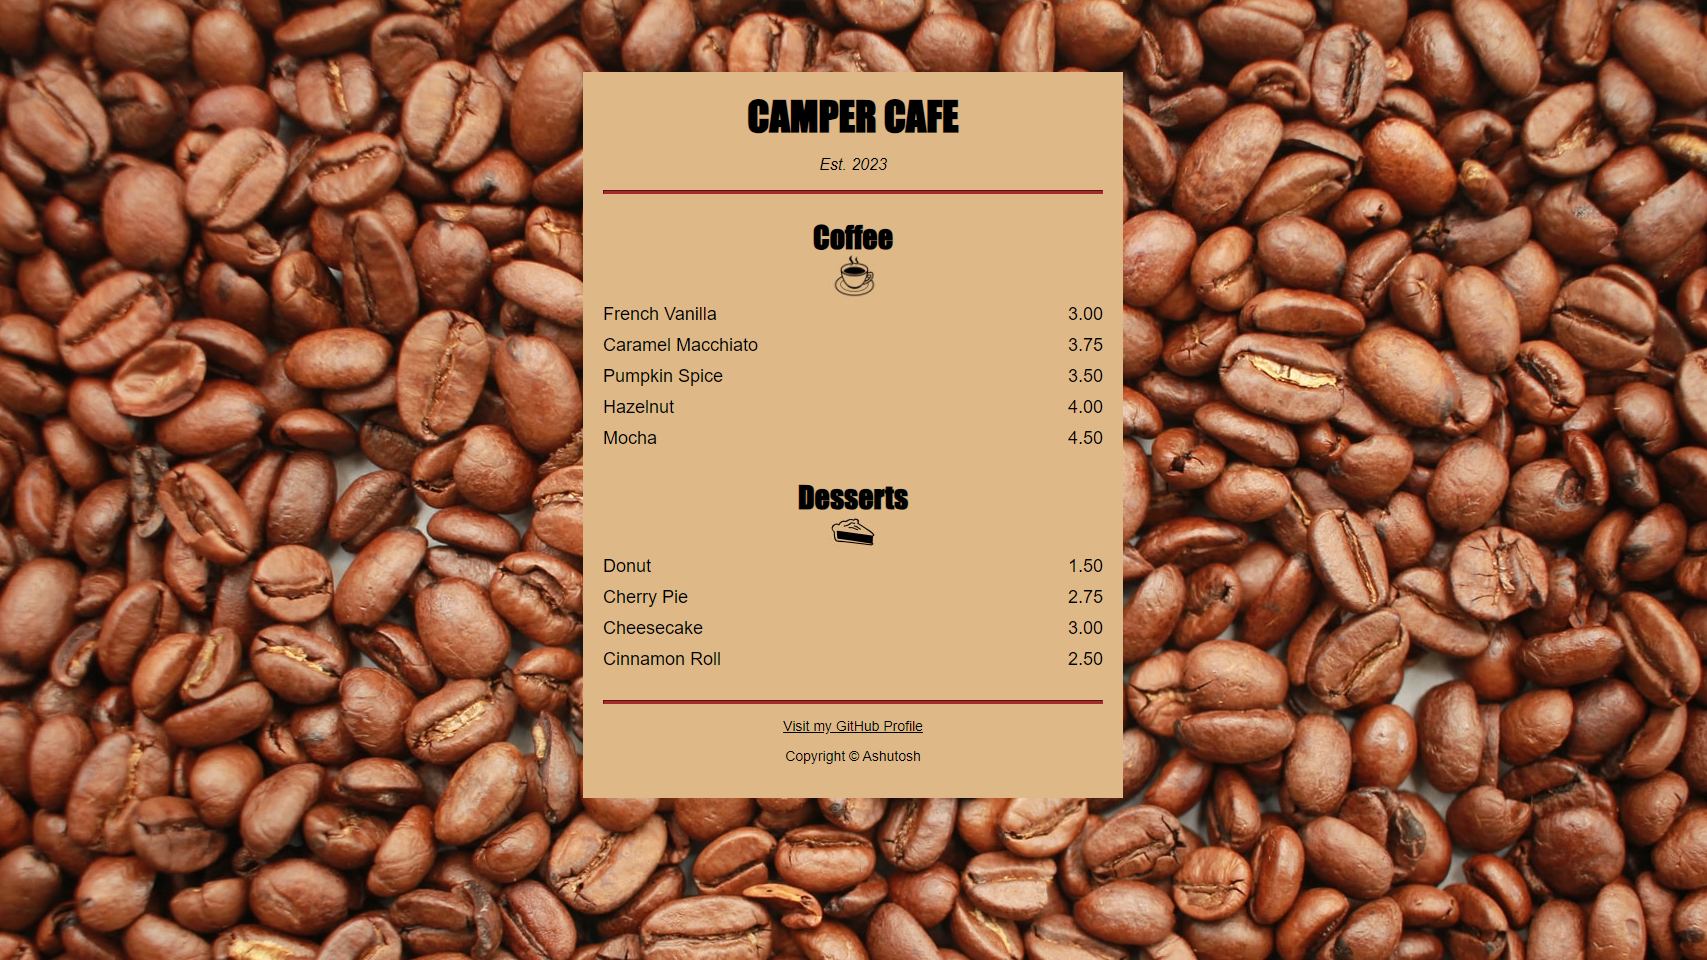 CAMPER CAFE
Est. 2023
Coffee
French Vanilla 3.00
Caramel Macchiato 3.75
Pumpkin Spice 3.50
Hazelnut 4.00
Mocha 4.50
Desserts
Donut 1.50
Cherry Pie 2.75
Cheesecake 3.00
Cinnamon Roll 2.50
Visit my GitHub Profile
Copyright © Ashutosh